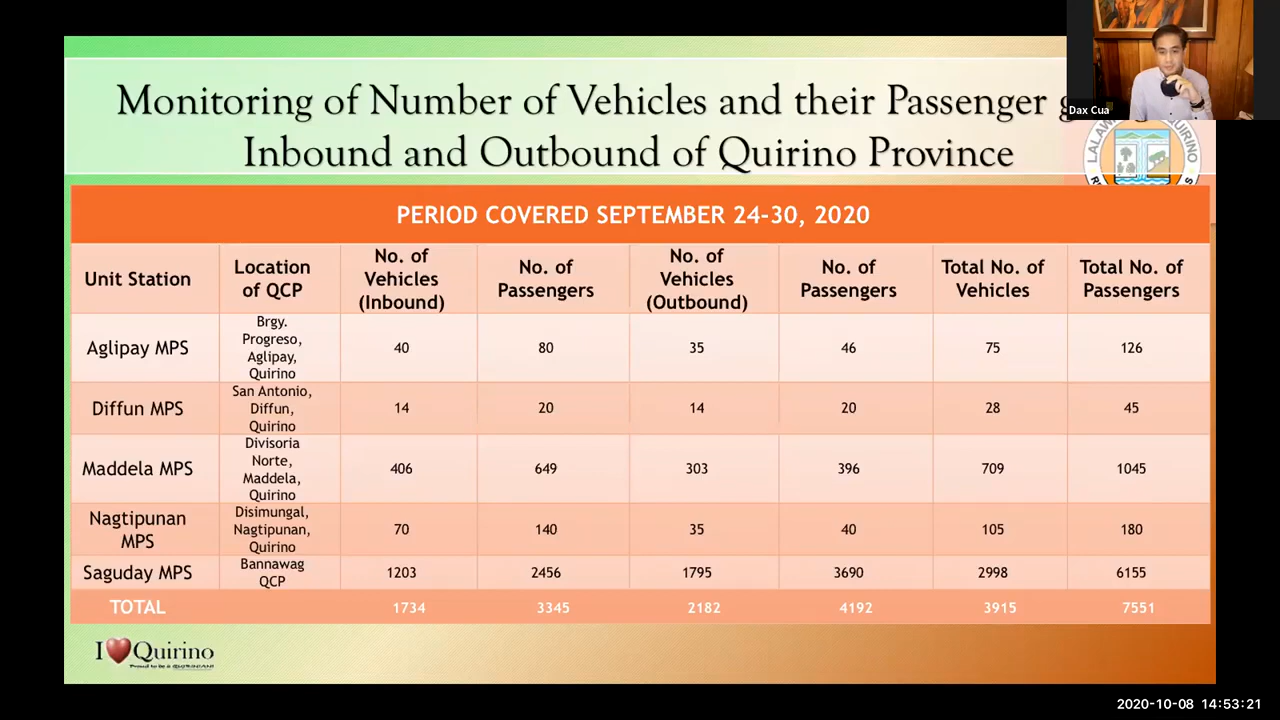 Monitoring of Number of Vehicles and their Passenger
Inbound and Outbound of Quirino Province
Dax Cua
PERIOD COVERED SEPTEMBER 24-30, 2020
Unit Station
Location
of QCP
No. of
Vehicles
(Inbound)
No. of
Passengers
No. of
Vehicles
(Outbound)
No. of
Passengers
Total No. of
Vehicles
Total No. of
Passengers
Aglipay MPS
Brgy.
Progreso,
Aglipay,
Quirino
40
80
35
46
75
126
Diffun MPS
San Antonio,
Diffun,
Quirino
14
20
14
20
28
45
Maddela MPS
Divisoria
Norte,
Maddela,
Quirino
406
649
303
396
709
1045
Nagtipunan
MPS
Disimungal,
Nagtipunan,
Quirino
70
140
35
40
105
180
Saguday MPS
Bannawag
QCP
1203
2456
1795
3690
2998
6155
TOTAL
1734
3345
2182
4192
3915
7551
I Quirino
Proud to be a QUIRINIAN!
2020-10-08 14:53:21